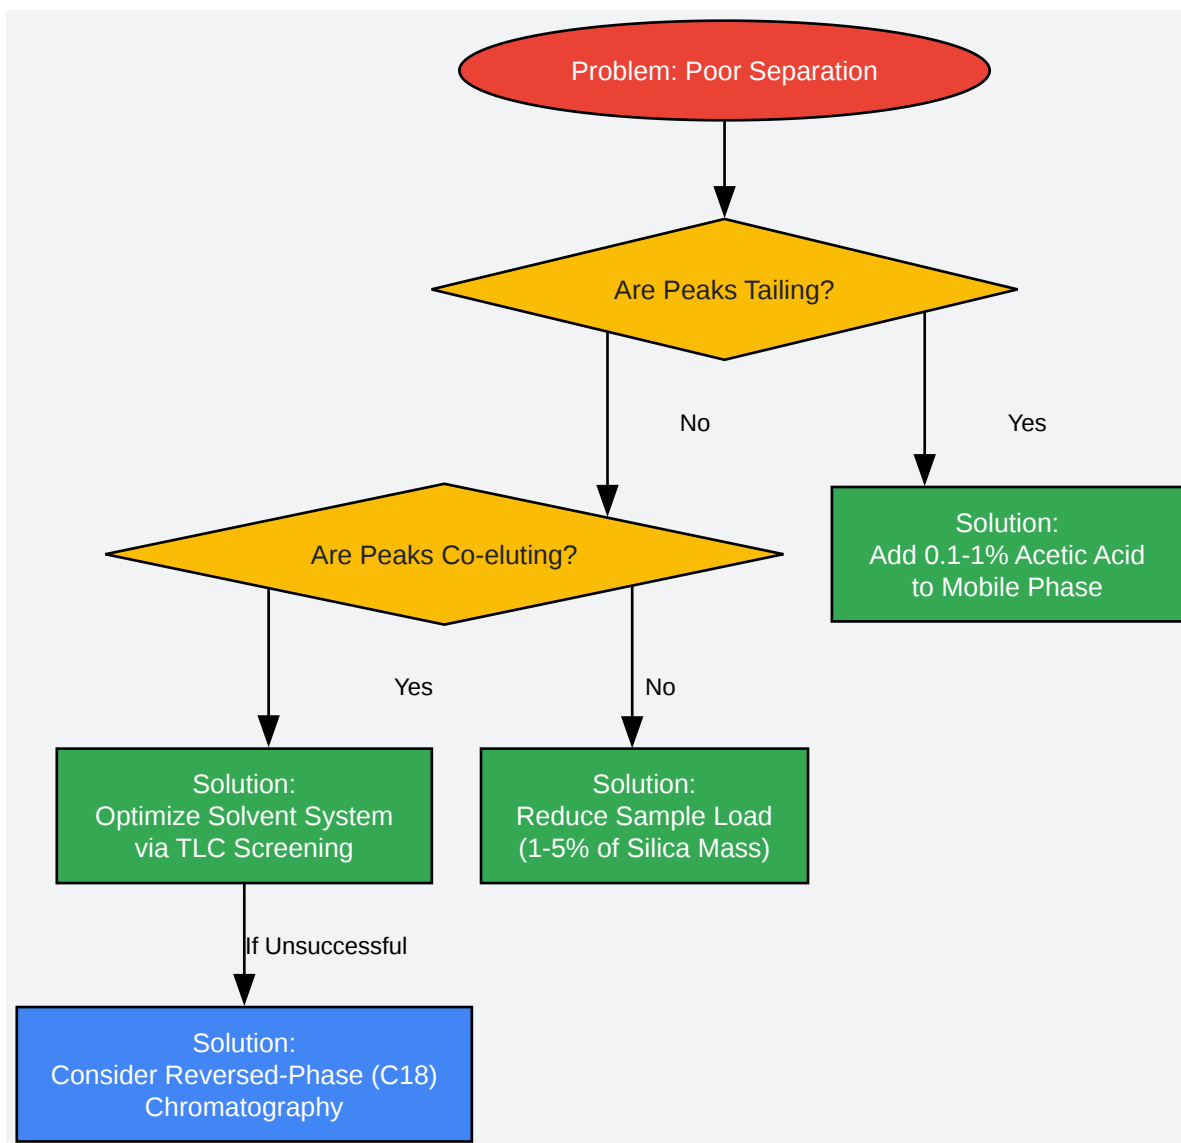 Problem: Poor Separation
Are Peaks Tailing?
No
Yes
Solution:
Add 0.1-1% Acetic Acid
to Mobile Phase
Are Peaks Co-eluting?
Yes
No
Solution:
Optimize Solvent System
via TLC Screening
Solution:
Reduce Sample Load
(1-5% of Silica Mass)
If Unsuccessful
Solution:
Consider Reversed-Phase (C18)
Chromatography